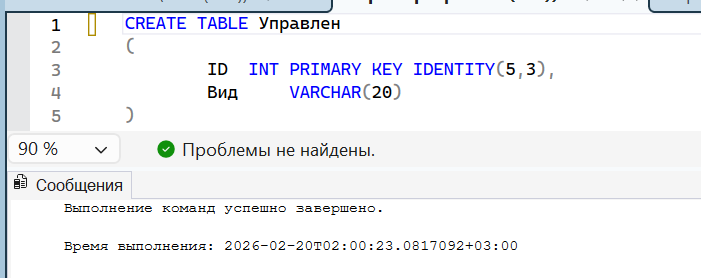 1 CREATE TABLE Управлен
2 (
3 ID INT PRIMARY KEY IDENTITY(5,3),
4 Вид VARCHAR(20)
5 )
90 % Проблемы не найдены.
Сообщения
Выполнение команд успешно завершено.
Время выполнения: 2026-02-20T02:00:23.0817092+03:00